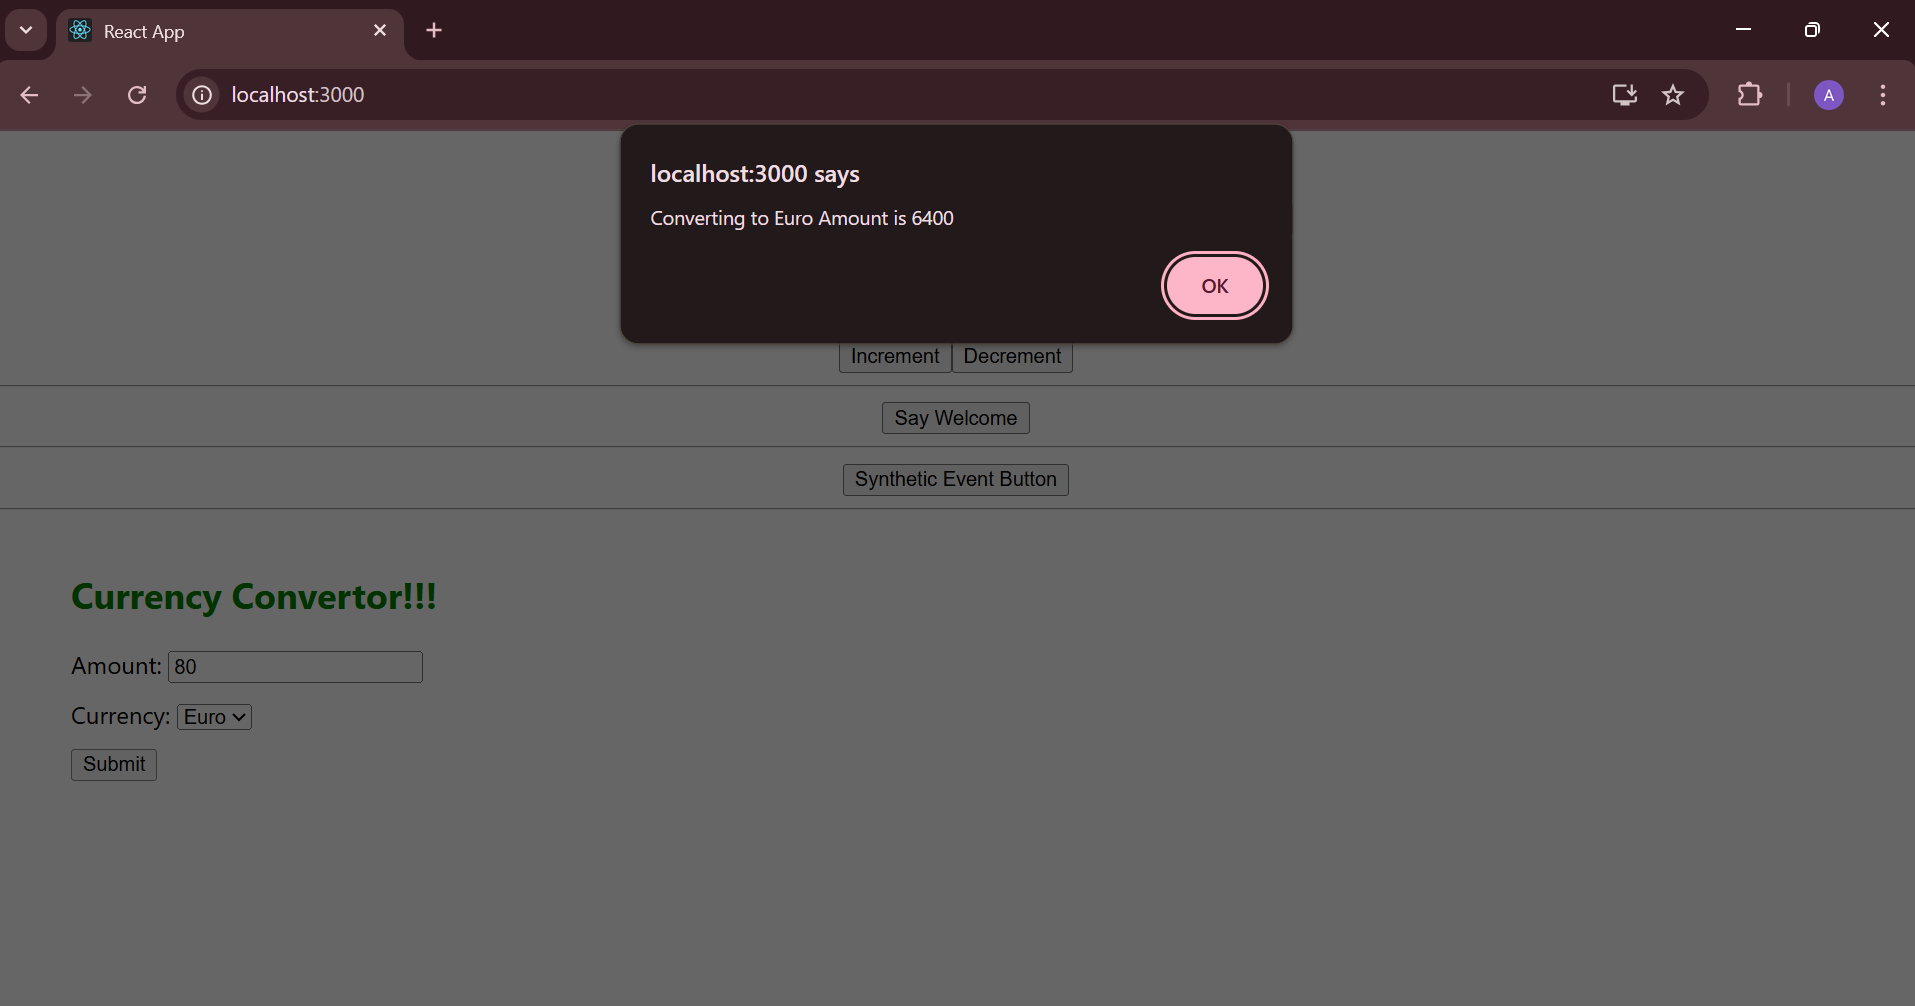 React App
localhost:3000
A
localhost:3000 says
Converting to Euro Amount is 6400
OK
Increment Decrement
Say Welcome
Synthetic Event Button
Currency Convertor!!!
Amount: 80
Currency: Euro
Submit